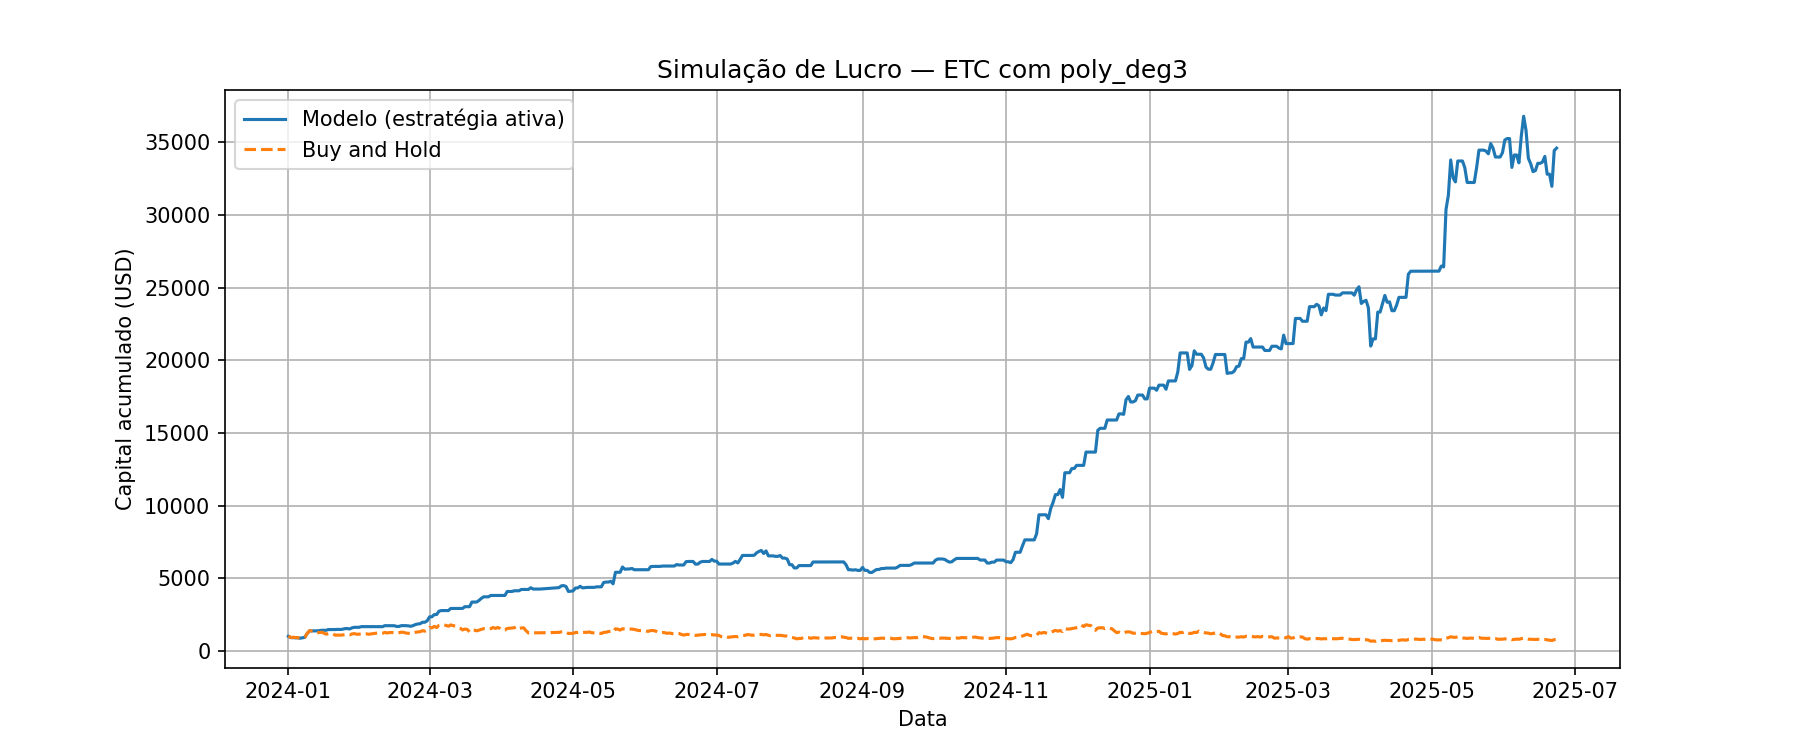 Simulação de Lucro — ETC com poly_deg3
Modelo (estratégia ativa)
Buy and Hold
Capital acumulado (USD)
35000
30000
25000
20000
15000
10000
5000
0
2024-01 2024-03 2024-05 2024-07 2024-09 2024-11 2025-01 2025-03 2025-05 2025-07
Data